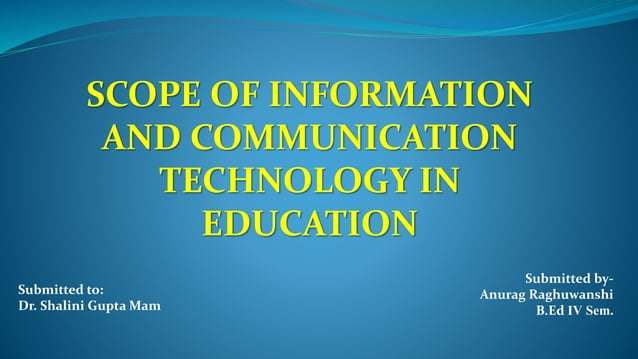 SCOPE OF INFORMATION
AND COMMUNICATION
TECHNOLOGY IN
EDUCATION
Submitted to:
Dr. Shalini Gupta Mam
Submitted by-
Anurag Raghuwanshi
B.Ed IV Sem.